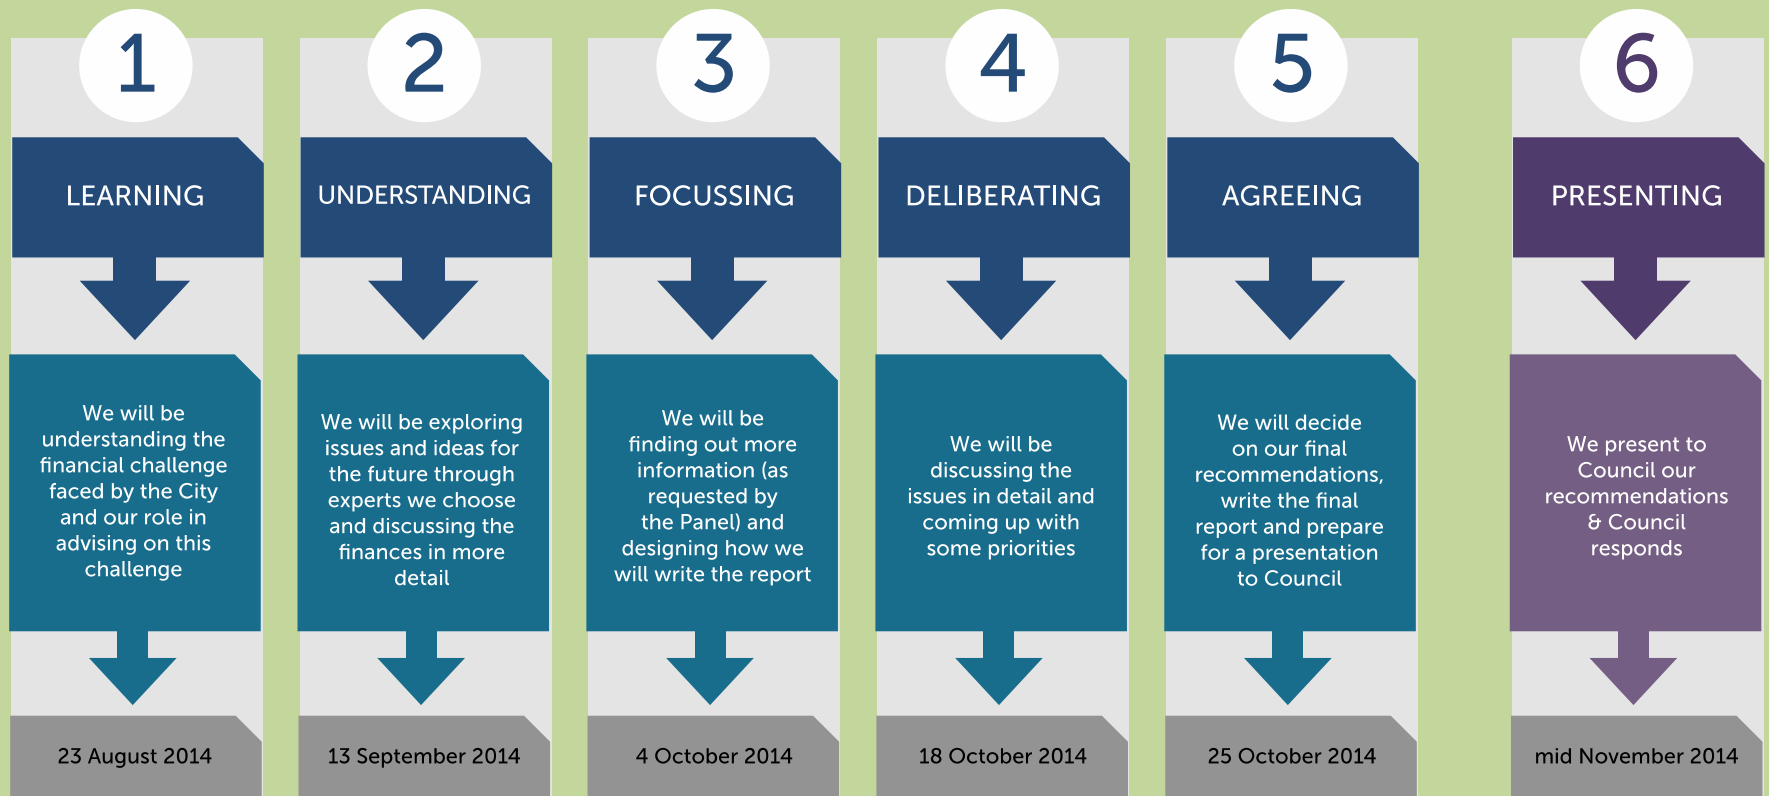 1
LEARNING
We will be
understanding the
financial challenge
faced by the City
and our role in
advising on this
challenge
23 August 2014
2
UNDERSTANDING
We will be exploring
issues and ideas for
the future through
experts we choose
and discussing the
finances in more
detail
13 September 2014
3
FOCUSSING
We will be
finding out more
information (as
requested by
the Panel) and
designing how we
will write the report
4 October 2014
4
DELIBERATING
We will be
discussing the
issues in detail and
coming up with
some priorities
18 October 2014
5
AGREEING
We will decide
on our final
recommendations,
write the final
report and prepare
for a presentation
to Council
25 October 2014
6
PRESENTING
We present to
Council our
recommendations
& Council
responds
mid November 2014